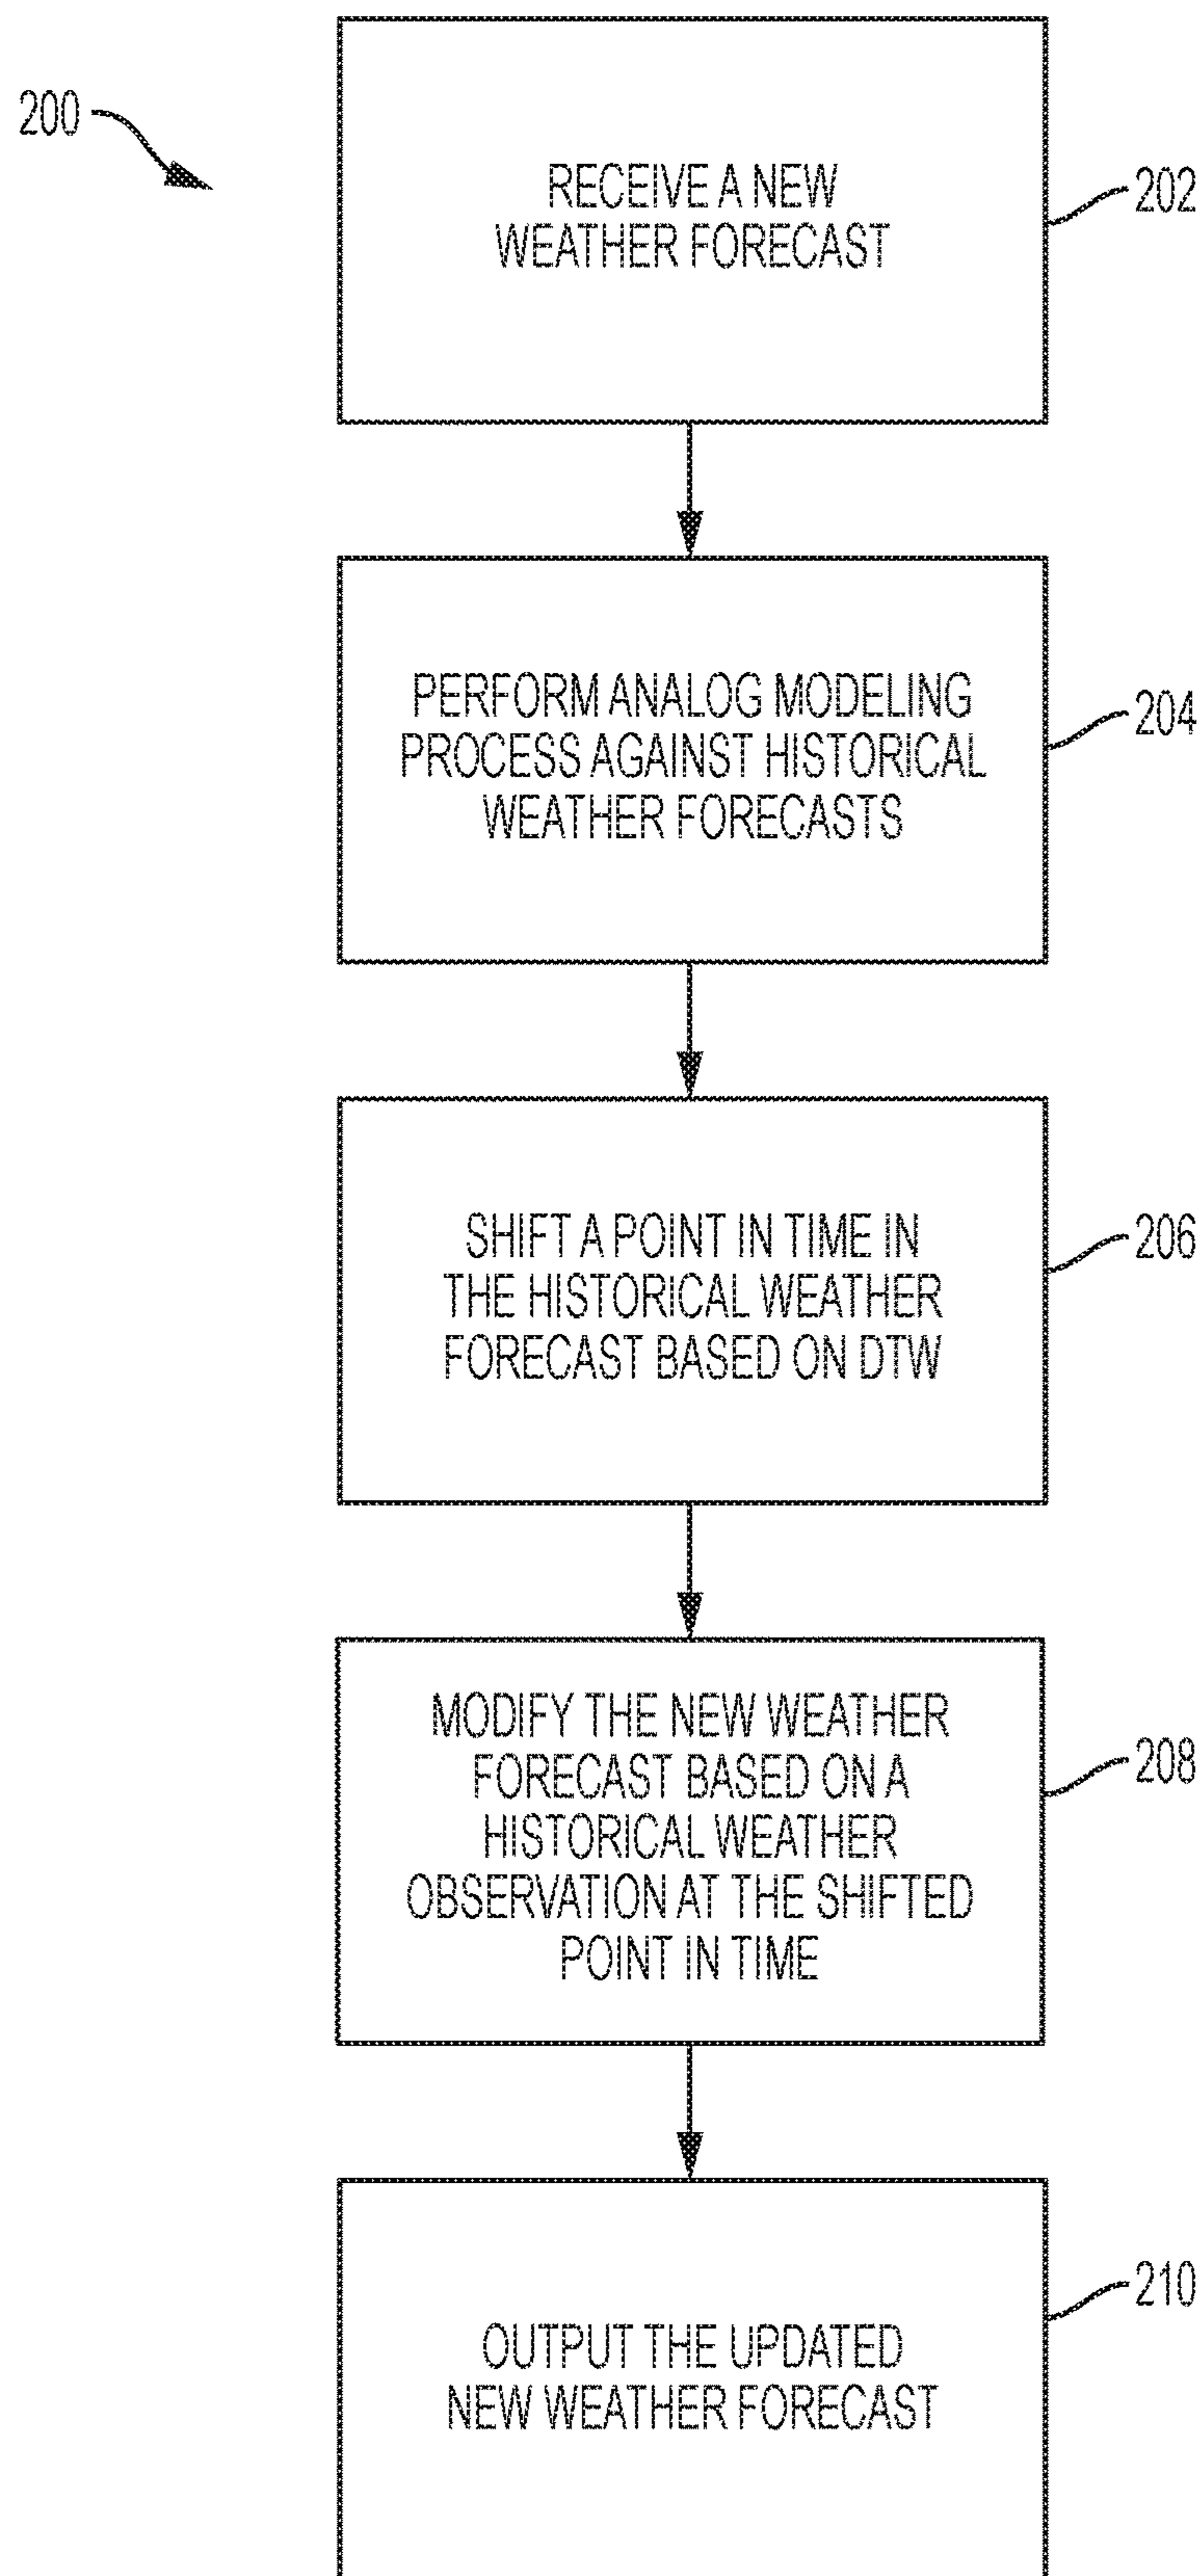 200
RECEIVE A NEW
WEATHER FORECAST
202
PERFORM ANALOG MODELING
PROCESS AGAINST HISTORICAL
WEATHER FORECASTS
204
SHIFT A POINT IN TIME IN
THE HISTORICAL WEATHER
FORECAST BASED ON DTW
206
MODIFY THE NEW WEATHER
FORECAST BASED ON A
HISTORICAL WEATHER
OBSERVATION AT THE SHIFTED
POINT IN TIME
208
OUTPUT THE UPDATED
NEW WEATHER FORECAST
210